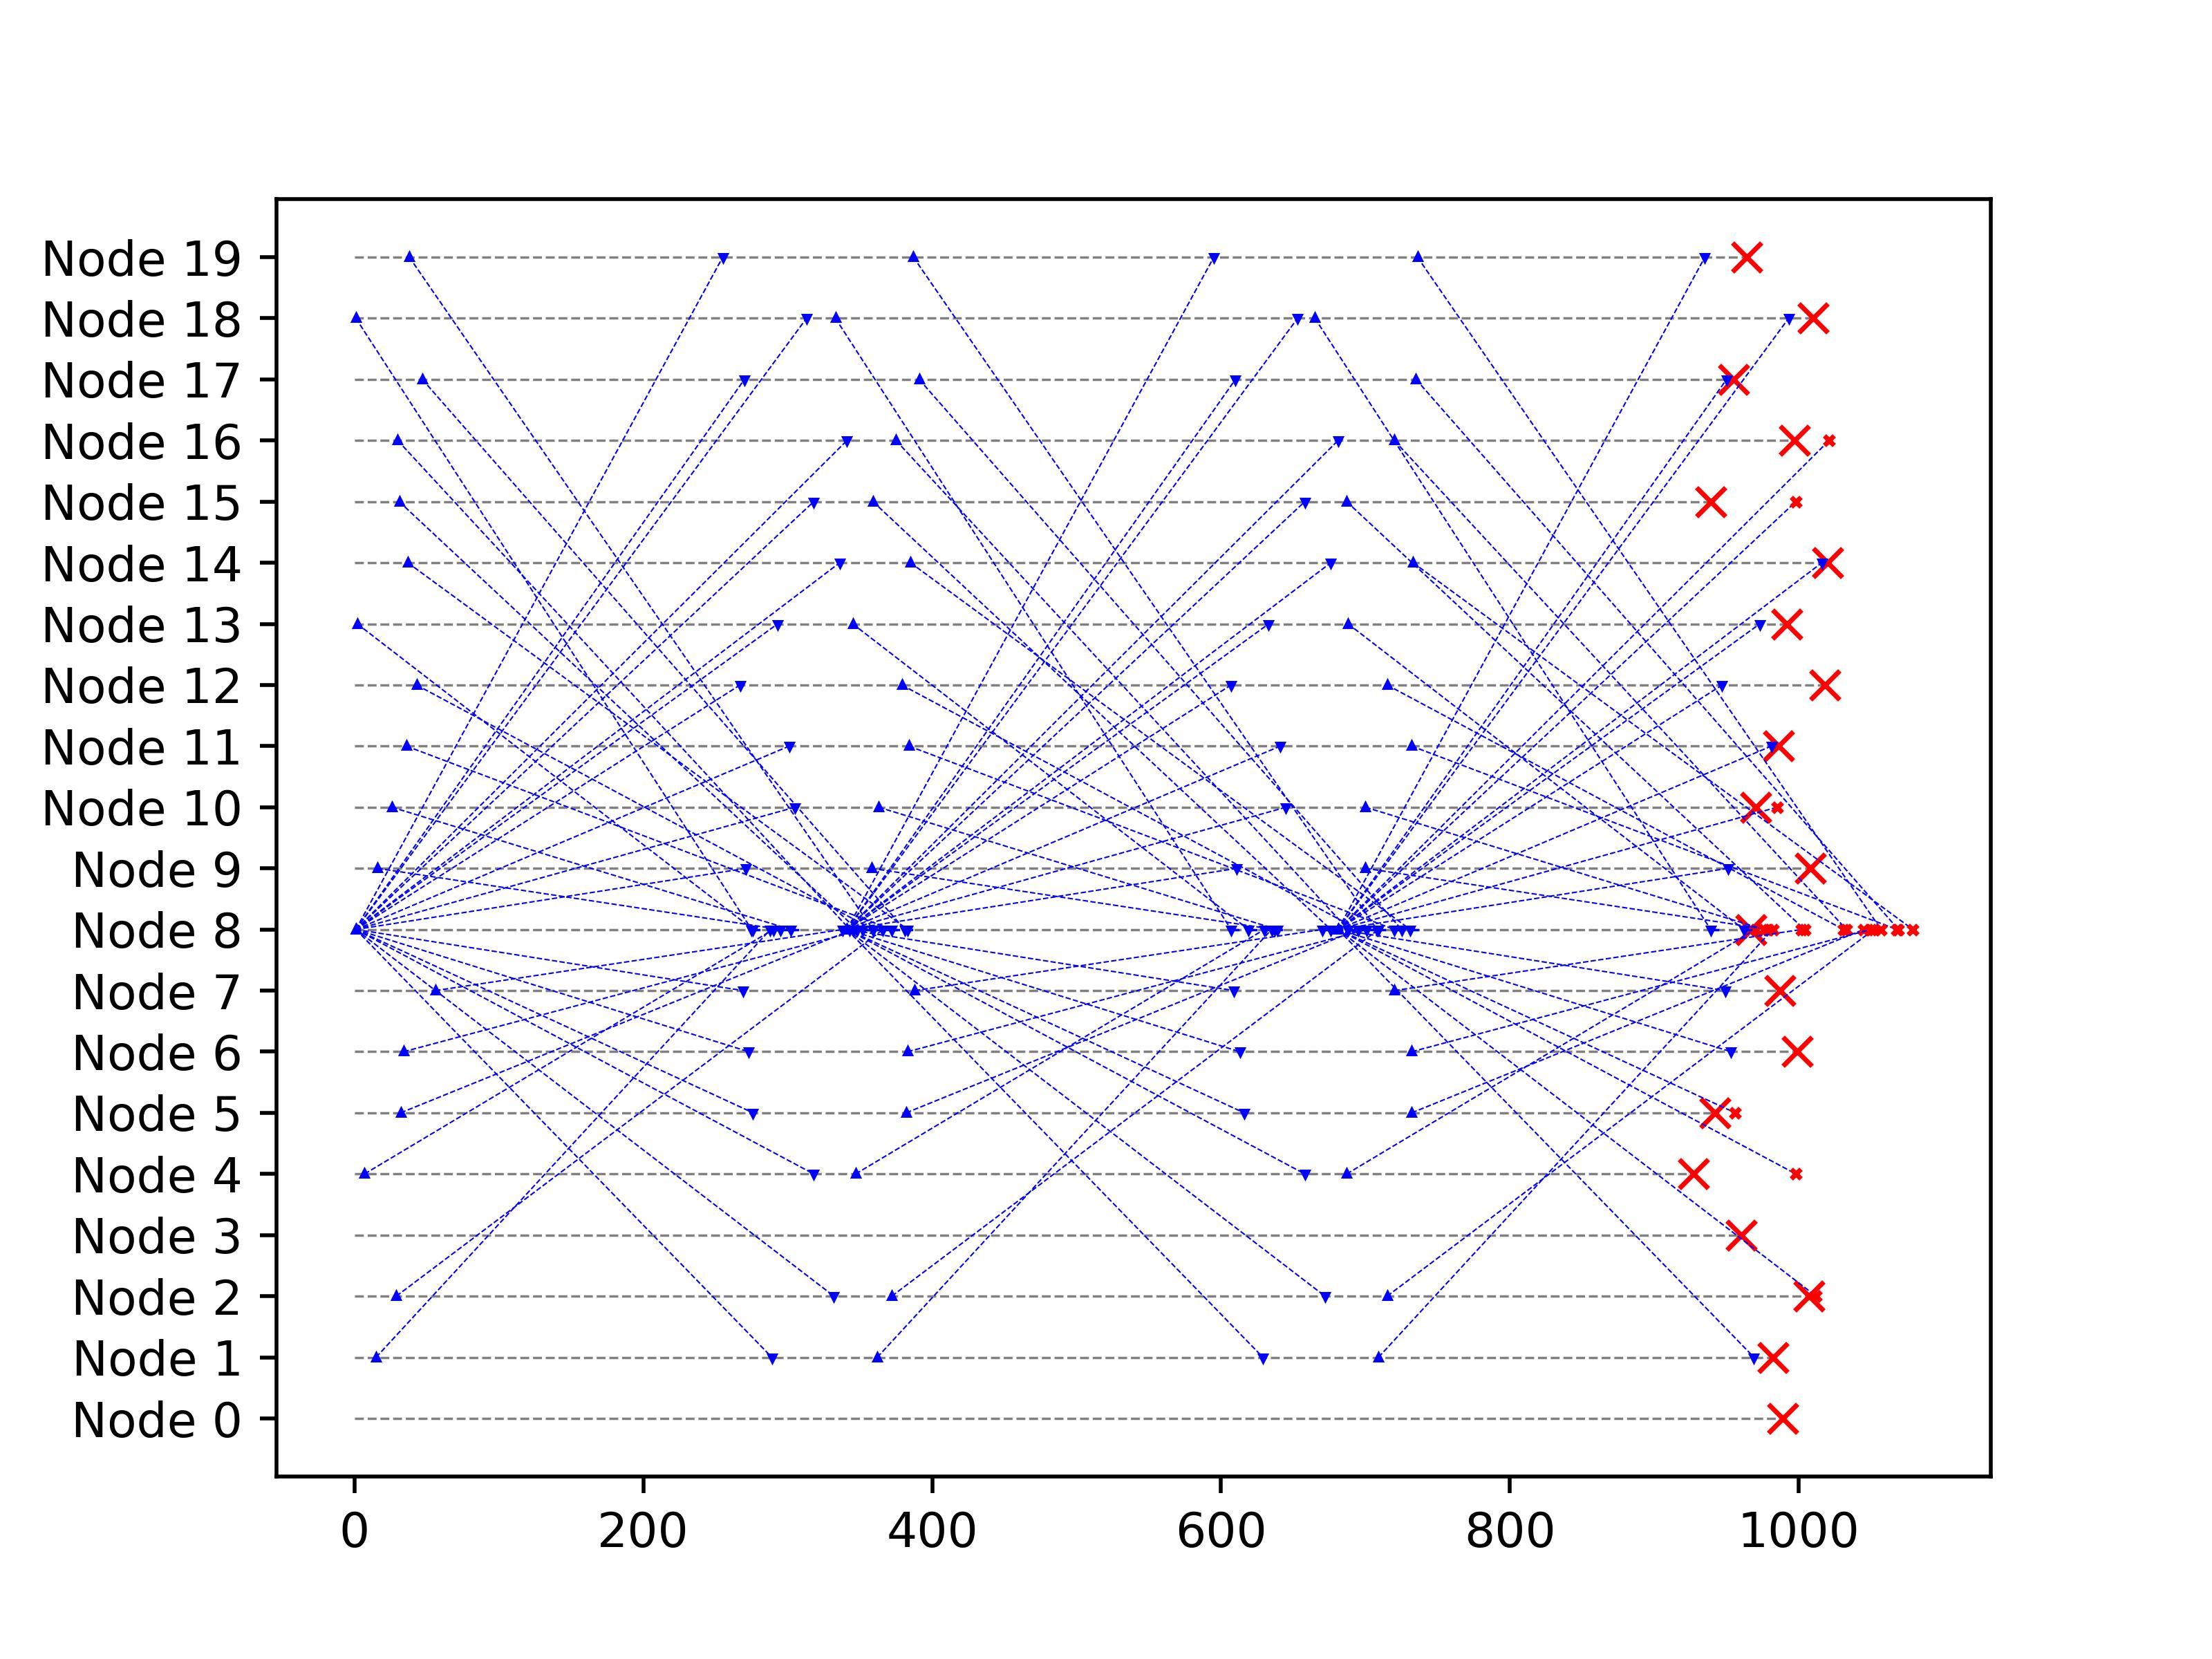 Node 19
Node 18
Node 17
Node 16
Node 15
Node 14
Node 13
Node 12
Node 11
Node 10
Node 9
Node 8
Node 7
Node 6
Node 5
Node 4
Node 3
Node 2
Node 1
Node 0
0 200 400 600 800 1000